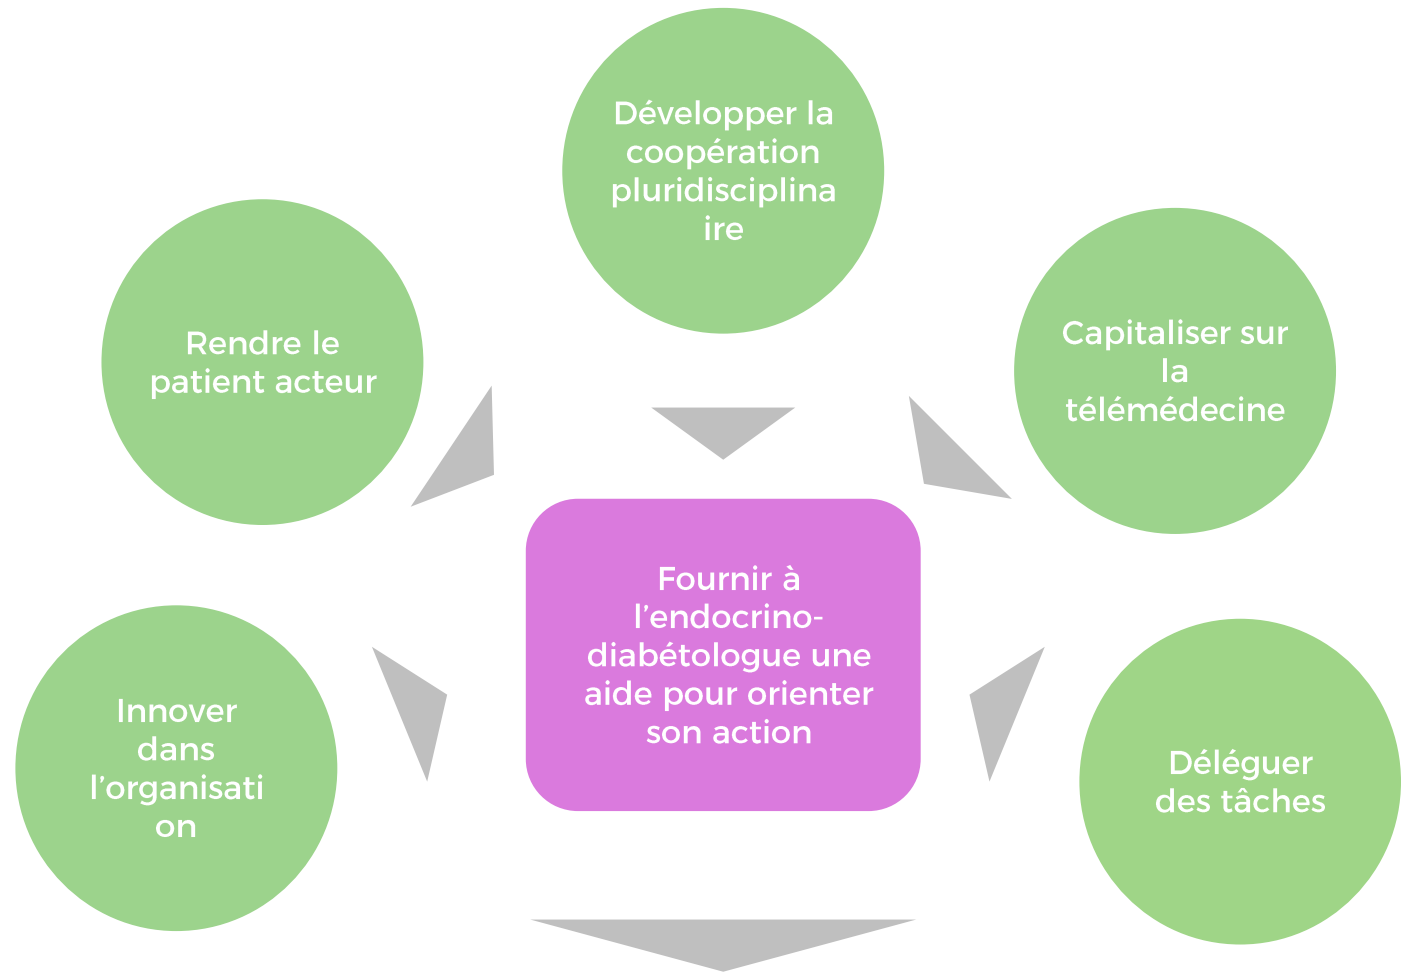 Développer la
coopération
pluridisciplina
ire
Rendre le
patient acteur
Capitaliser sur
la
télémédecine
Fournir à
l’endocrino-
diabétologue une
aide pour orienter
son action
Innover
dans
l’organisati
on
Déléguer
des tâches